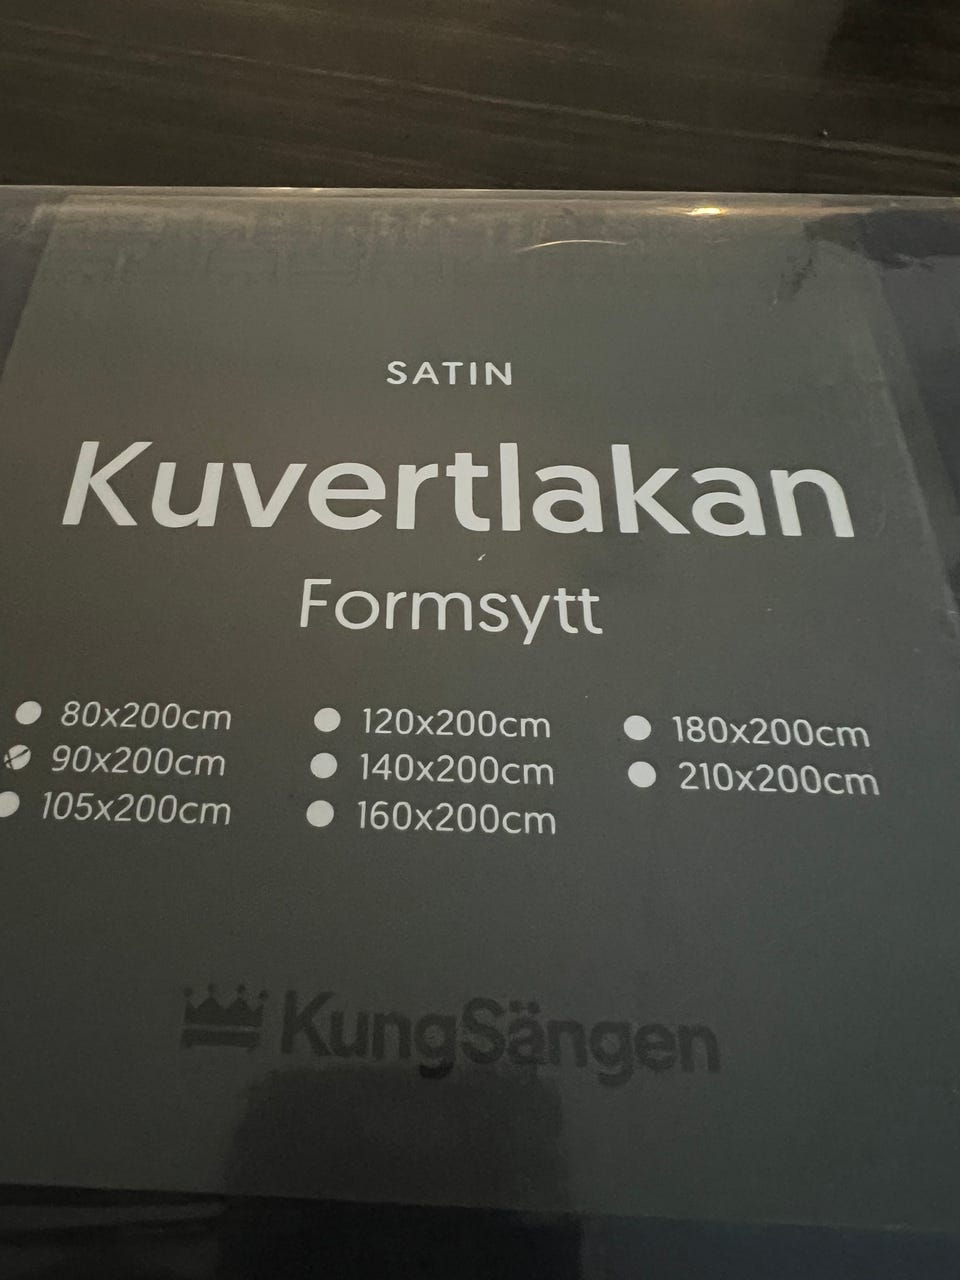 SATIN
Kuvertlakan
Formsytt
80x200cm
90x200cm
105x200cm
120x200cm
140x200cm
160x200cm
180x200cm
210x200cm
KungSängen